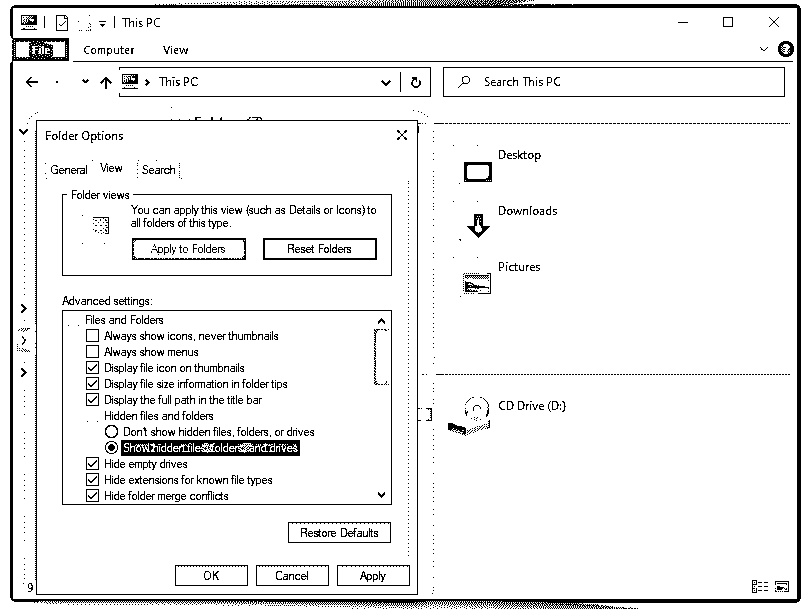 This PC
File Computer View
This PC
Search This PC
Folder Options
General View Search
Folder views
You can apply this view (such as Details or Icons) to
all folders of this type.
Apply to Folders Reset Folders
Advanced settings:
Files and Folders
Always show icons, never thumbnails
Always show menus
Display file icon on thumbnails
Display file size information in folder tips
Display the full path in the title bar
Hidden files and folders
Don't show hidden files, folders, or drives
Show hidden files, folders, and drives
Hide empty drives
Hide extensions for known file types
Hide folder merge conflicts
Restore Defaults
OK Cancel Apply
Desktop
Downloads
Pictures
CD Drive (D:)
9